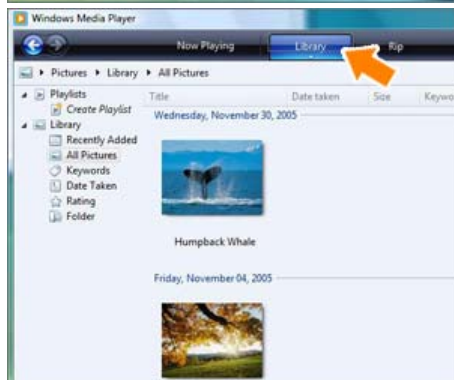 Windows Media Player
Now Playing Library Rip
Pictures Library All Pictures
Playlists
Create Playlist
Library
Recently Added
All Pictures
Keywords
Date Taken
Rating
Folder
Title Date taken Size Keywo
Wednesday, November 30, 2005
Humpback Whale
Friday, November 04, 2005